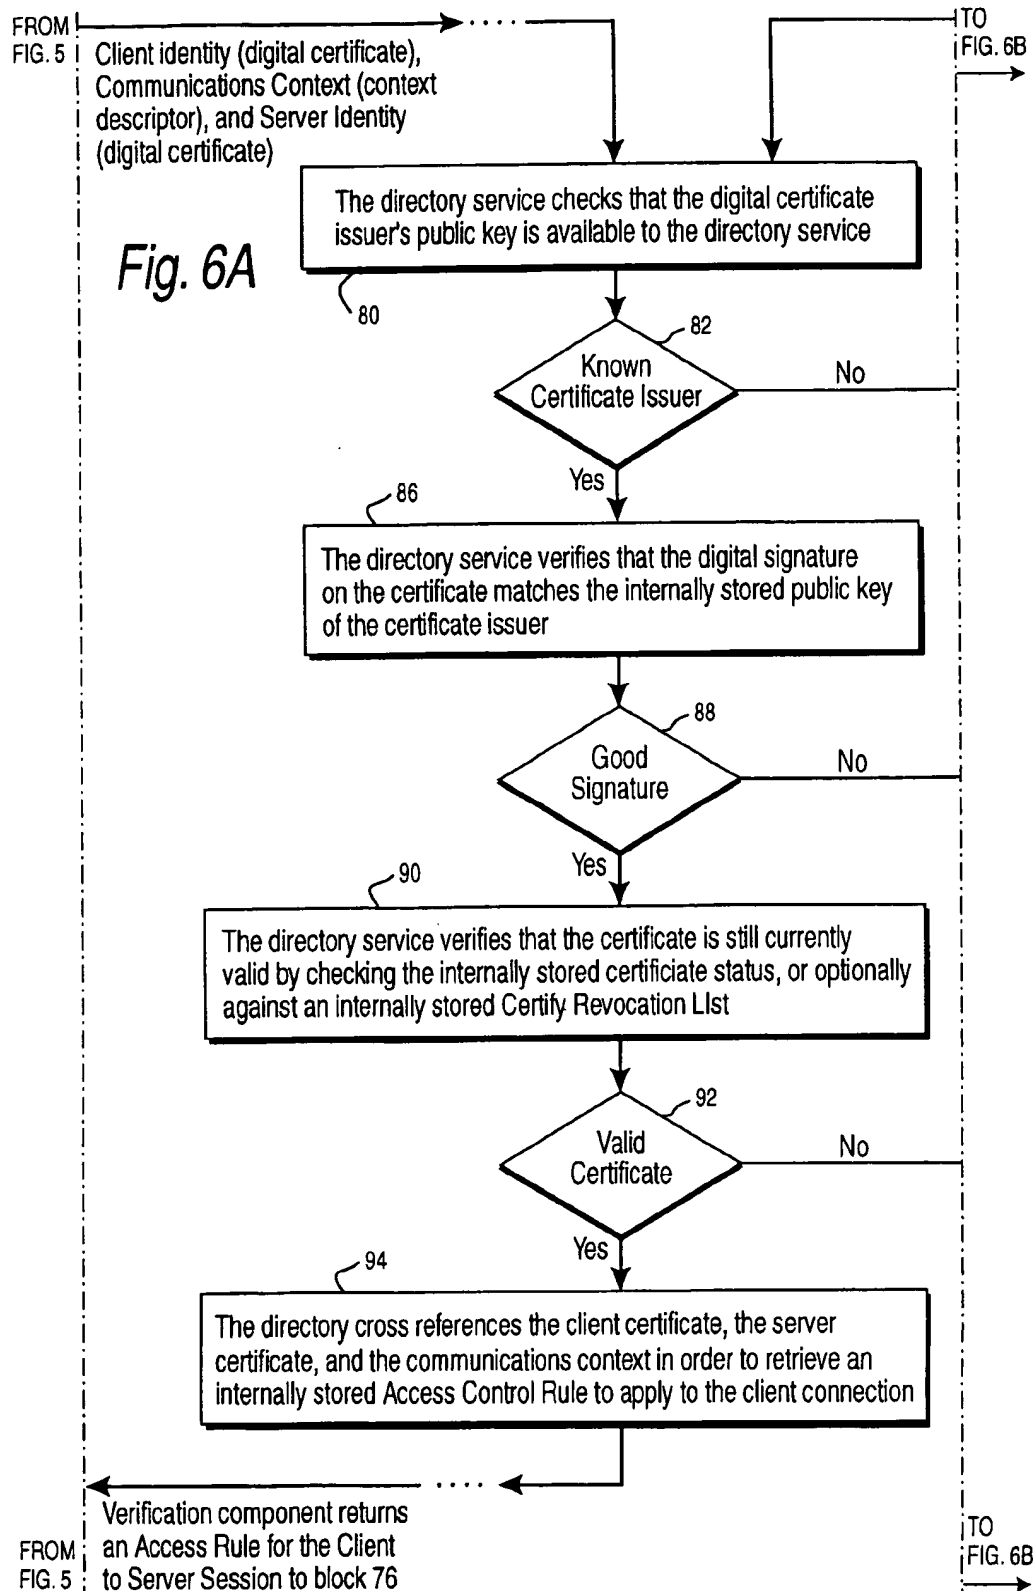 FROM
FIG. 5
TO
FIG. 6B
Client identity (digital certificate),
Communications Context (context
descriptor), and Server Identity
(digital certificate)
The directory service checks that the digital certificate
issuer's public key is available to the directory service
Fig. 6A
80
82
Known
Certificate Issuer
No
Yes
86
The directory service verifies that the digital signature
on the certificate matches the internally stored public key
of the certificate issuer
88
Good
Signature
No
Yes
90
The directory service verifies that the certificate is still currently
valid by checking the internally stored certificiate status, or optionally
against an internally stored Certify Revocation LIst
92
Valid
Certificate
No
Yes
94
The directory cross references the client certificate, the server
certificate, and the communications context in order to retrieve an
internally stored Access Control Rule to apply to the client connection
Verification component returns
an Access Rule for the Client
to Server Session to block 76
FROM
FIG. 5
TO
FIG. 6B